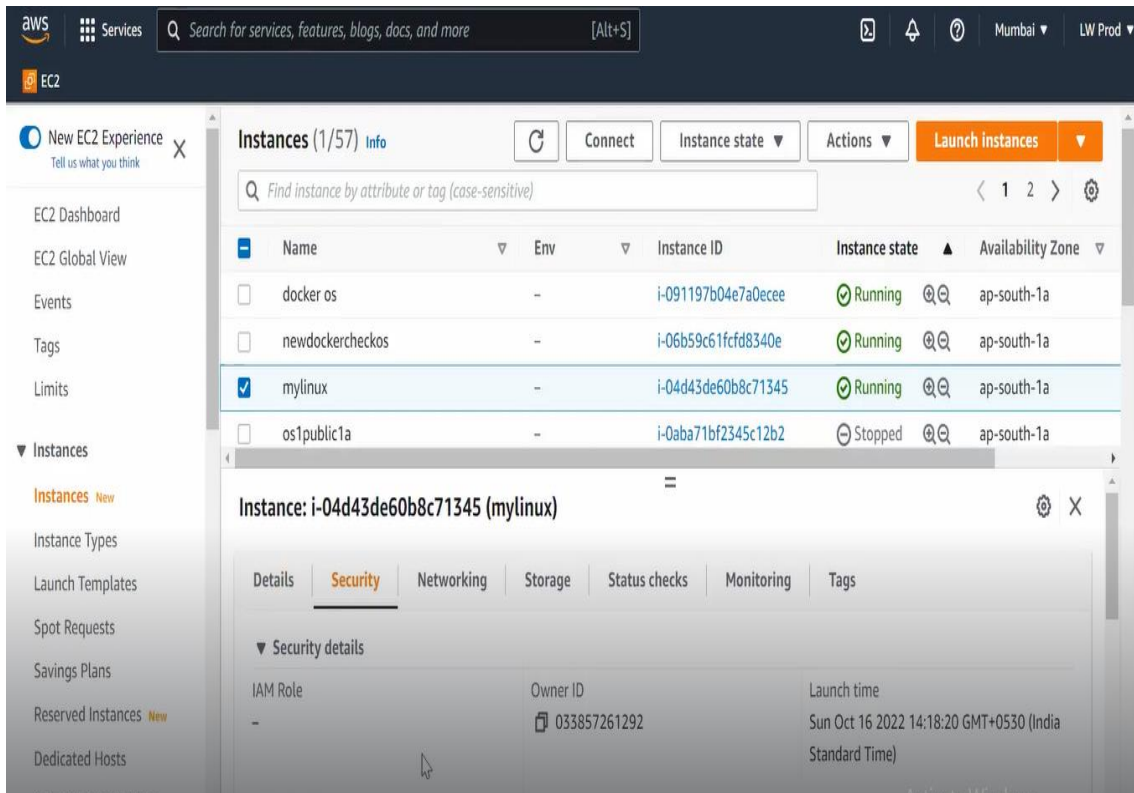 aws Services Search for services, features, blogs, docs, and more [Alt+S] Mumbai ▼ LW Prod ▼
EC2
New EC2 Experience
Tell us what you think
EC2 Dashboard
EC2 Global View
Events
Tags
Limits
▼ Instances
Instances New
Instance Types
Launch Templates
Spot Requests
Savings Plans
Reserved Instances New
Dedicated Hosts
Instances (1/57) Info Connect Instance state ▼ Actions ▼ Launch instances ▼
Find instance by attribute or tag (case-sensitive) 1 2
Name Env Instance ID Instance state ▲ Availability Zone
docker os – i-091197b04e7a0ecee Running ap-south-1a
newdockercheckos – i-06b59c61fcfd8340e Running ap-south-1a
mylinux – i-04d43de60b8c71345 Running ap-south-1a
os1public1a – i-0aba71bf2345c12b2 Stopped ap-south-1a
Instance: i-04d43de60b8c71345 (mylinux)
Details Security Networking Storage Status checks Monitoring Tags
▼ Security details
IAM Role
–
Owner ID
033857261292
Launch time
Sun Oct 16 2022 14:18:20 GMT+0530 (India
Standard Time)